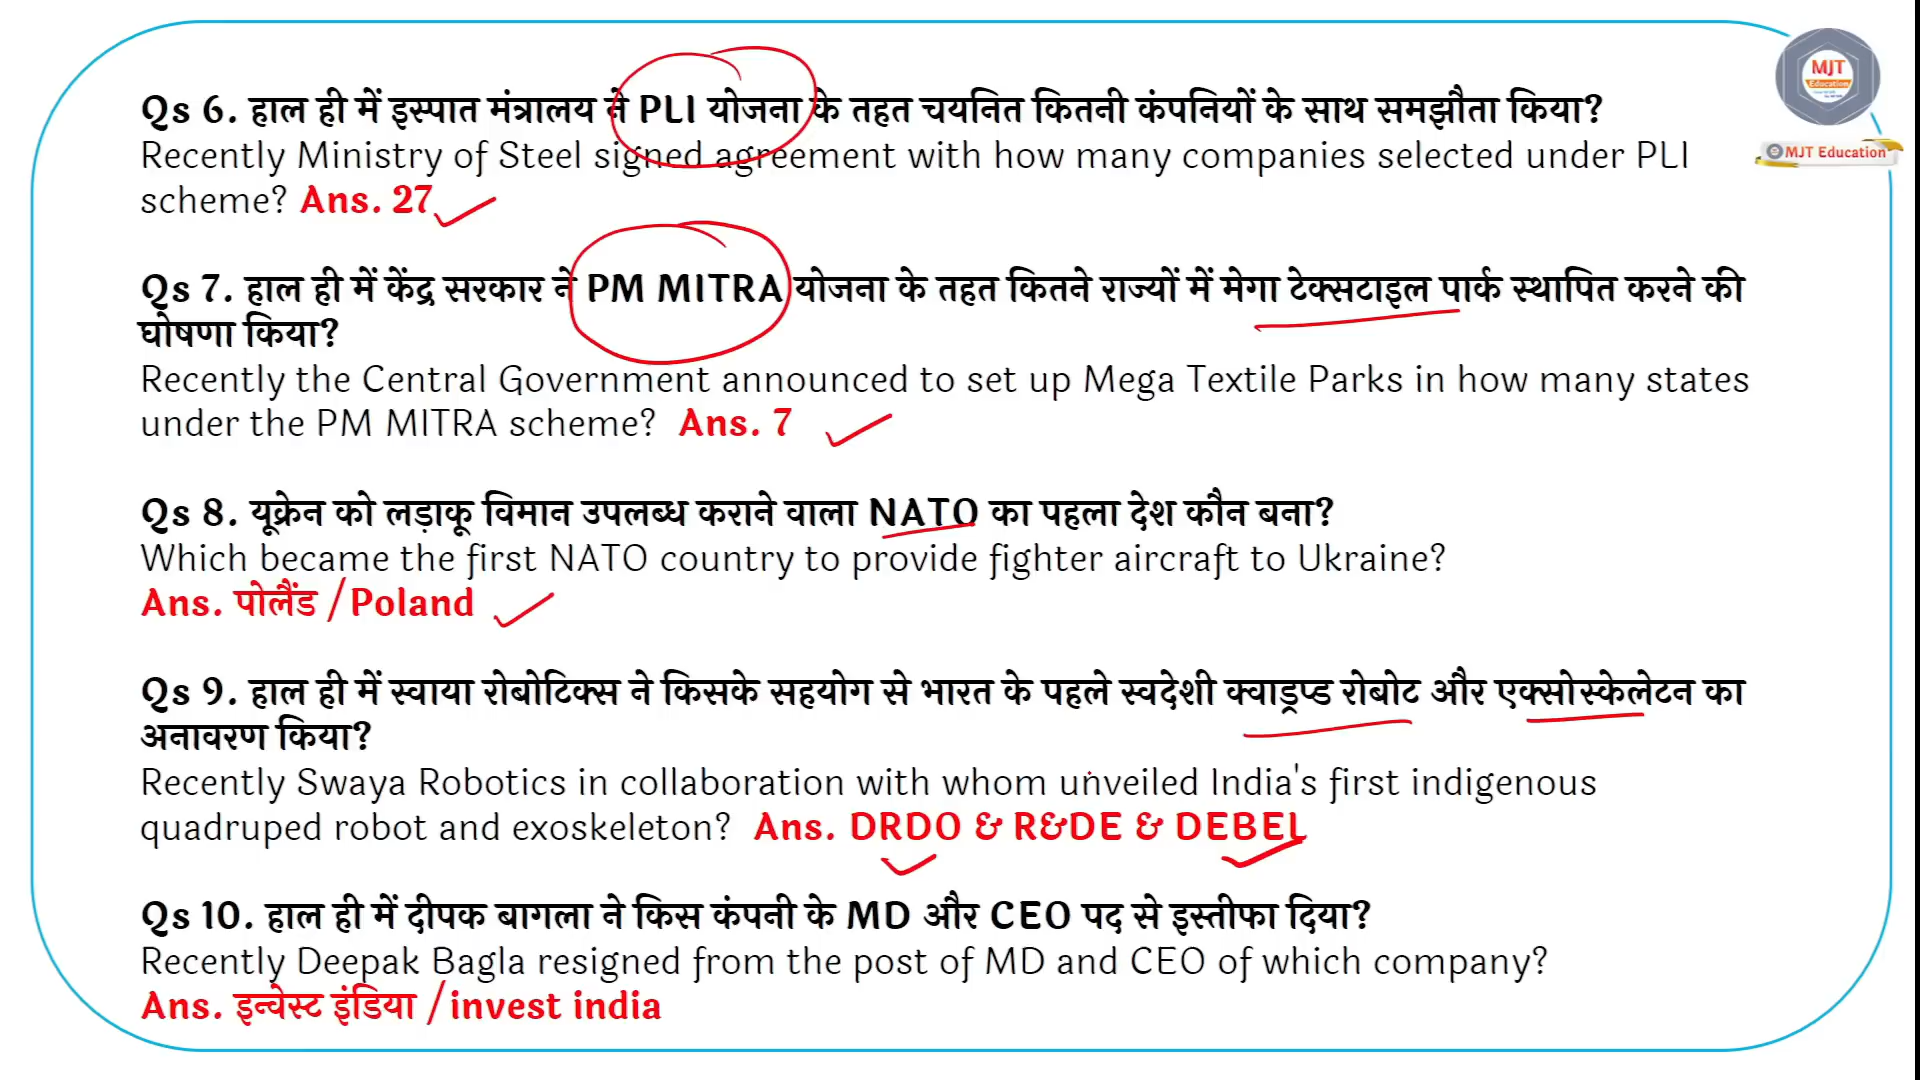 Qs 6. हाल ही में इस्पात मंत्रालय ने PLI योजना के तहत चयनित कितनी कंपनियों के साथ समझौता किया?
Recently Ministry of Steel signed agreement with how many companies selected under PLI
scheme? Ans. 27
Qs 7. हाल ही में केंद्र सरकार ने PM MITRA योजना के तहत कितने राज्यों में मेगा टेक्सटाइल पार्क स्थापित करने की
घोषणा किया?
Recently the Central Government announced to set up Mega Textile Parks in how many states
under the PM MITRA scheme? Ans. 7
Qs 8. यूक्रेन को लड़ाकू विमान उपलब्ध कराने वाला NATO का पहला देश कौन बना?
Which became the first NATO country to provide fighter aircraft to Ukraine?
Ans. पोलैंड /Poland
Qs 9. हाल ही में स्वाया रोबोटिक्स ने किसके सहयोग से भारत के पहले स्वदेशी क्वाड्रप्ड रोबोट और एक्सोस्केलेटन का
अनावरण किया?
Recently Swaya Robotics in collaboration with whom unveiled India's first indigenous
quadruped robot and exoskeleton? Ans. DRDO & R&DE & DEBEL
Qs 10. हाल ही में दीपक बागला ने किस कंपनी के MD और CEO पद से इस्तीफा दिया?
Recently Deepak Bagla resigned from the post of MD and CEO of which company?
Ans. इन्वेस्ट इंडिया /invest india
MJT
Education
MJT Education